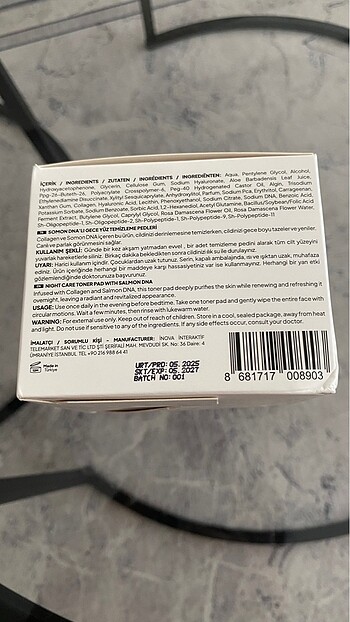 İÇERİK / INGREDIENTS / ZUTATEN / INGRÉDIENTS / INGREDIËNTEN: Aqua, Pentylene Glycol, Alcohol,
Hydroxyacetophenone, Glycerin, Cellulose Gum, Sodium Hyaluronate, Aloe Barbadensis Leaf Juice,
Ppg-26-Buteth-26, Polyacrylate Crosspolymer-6, Peg-40 Hydrogenated Castor Oil, Algin, Trisodium
Ethylenediamine Disuccinate, Xylityl Sesquicaprylate, Anhydroxylitol, Parfum, Sodium Pca, Erythritol, Carrageenan,
Xanthan Gum, Collagen, Hyaluronic Acid, Lecithin, Phenoxyethanol, Sodium Citrate, Sodium DNA, Benzoic Acid,
Potassium Sorbate, Sodium Benzoate, Sorbic Acid, 1,2-Hexanediol, Acetyl Glutamine, Bacillus/Soybean/Folic Acid
Ferment Extract, Butylene Glycol, Caprylyl Glycol, Rosa Damascena Flower Oil, Rosa Damascena Flower Water,
Sh-Oligopeptide-1, Sh-Oligopeptide-2, Sh-Polypeptide-1, Sh-Polypeptide-9, Sh-Polypeptide-11
SOMON DNA'LI GECE YÜZ TEMİZLEME PEDLERİ
Collagen ve Somon DNA içeren bu ürün, cildinizi derinlemesine temizlerken, cildinizi gece boyu tazeler ve yeniler.
Canlı ve parlak görünmesini sağlar.
KULLANIM ŞEKLİ: Günde bir kez akşam yatmadan evvel , bir adet temizleme pedini alarak tüm cilt yüzeyini
yuvarlak hareketlerle siliniz. Birkaç dakika bekledikten sonra cildinizi ılık su ile durulayınız.
UYARI: Harici kullanım içindir. Çocuklardan uzak tutunuz. Serin, kapalı ambalajında, ısı ve ışıktan uzak, muhafaza
ediniz. Ürün içeriğinde herhangi bir maddeye karşı hassasiyetiniz var ise kullanmayınız. Herhangi bir yan etki
gözlemlendiğinde doktorunuza başvurunuz.
NIGHT CARE TONER PAD WITH SALMON DNA
Infused with Collagen and Salmon DNA, this toner pad deeply purifies the skin while renewing and refreshing it
overnight, leaving a radiant and revitalized appearance.
USAGE: Use once daily in the evening before bedtime. Take one toner pad and gently wipe the entire face with
circular motions. Wait a few minutes, then rinse with lukewarm water.
WARNING: For external use only. Keep out of reach of children. Store in a cool, sealed package, away from heat
and light. Do not use if sensitive to any of the ingredients. If any side effects occur, consult your doctor.
İMALATÇI / SORUMLU KİŞİ - MANUFACTURER: İNOVA İNTERAKTİF
TELEMARKET SAN VE TİC LTD ŞTİ ŞERİFALİ MAH. MEVDUDİ SK. No: 36 Daire: 4
ÜMRANİYE İSTANBUL TEL +90 216 988 64 41
Made in
Türkiye
ÜRT/PRD: 05. 2025
SKT/EXP: 05. 2027
BATCH NO: 001
8 681717 008903